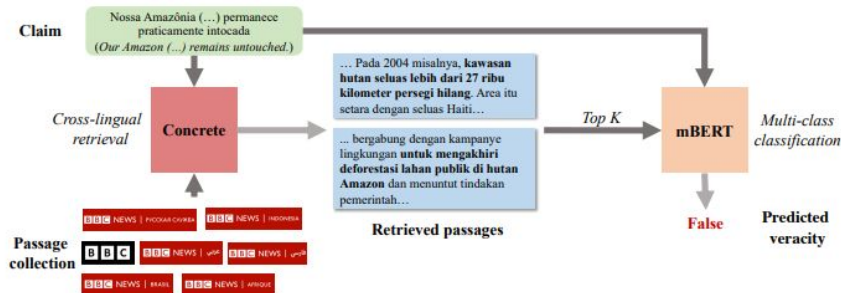 Claim
Nossa Amazônia (…) permanece
praticamente intocada
(Our Amazon (…) remains untouched.)
Cross-lingual
retrieval
Concrete
… Pada 2004 misalnya, kawasan
hutan seluas lebih dari 27 ribu
kilometer persegi hilang. Area itu
setara dengan seluas Haiti…
... bergabung dengan kampanye
lingkungan untuk mengakhiri
deforestasi lahan publik di hutan
Amazon dan menuntut tindakan
pemerintah…
Retrieved passages
Top K
mBERT
Multi-class
classification
False
Predicted
veracity
Passage
collection
BBC NEWS | РУССКАЯ СЛУЖБА
BBC NEWS | INDONESIA
BBC
BBC NEWS | عربي
BBC NEWS | فارسی
BBC NEWS | BRASIL
BBC NEWS | AFRIQUE